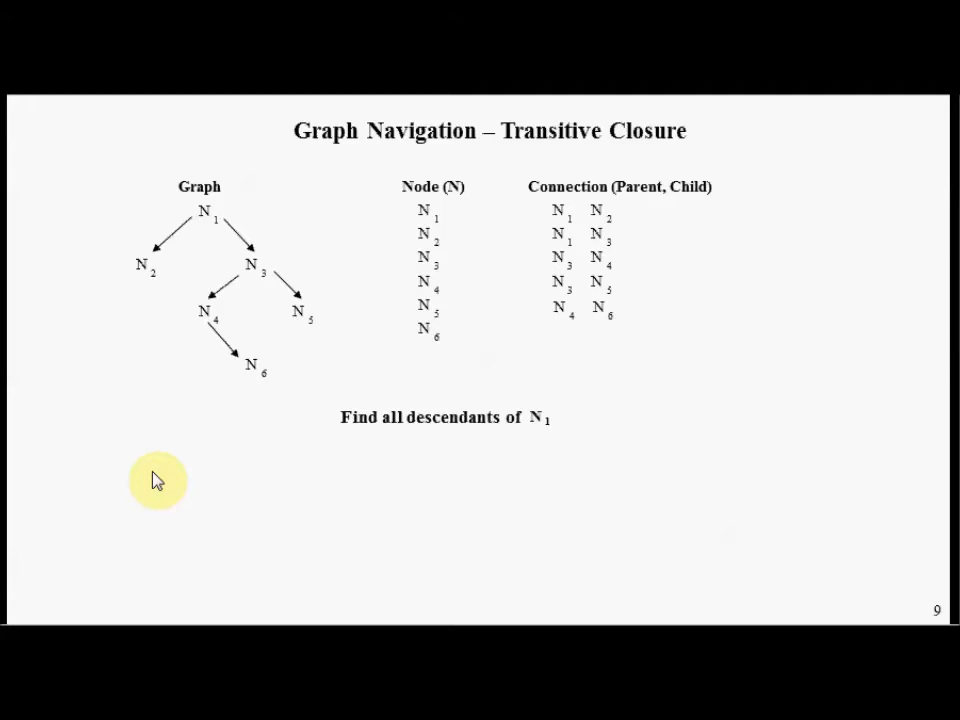 Graph Navigation – Transitive Closure
Graph Node (N) Connection (Parent, Child)
N1 N1 N1 N2
N2 N1 N3
N2 N3 N3 N3 N4
N4 N3 N5
N4 N5 N5 N4 N6
N6
N6
Find all descendants of N1
9